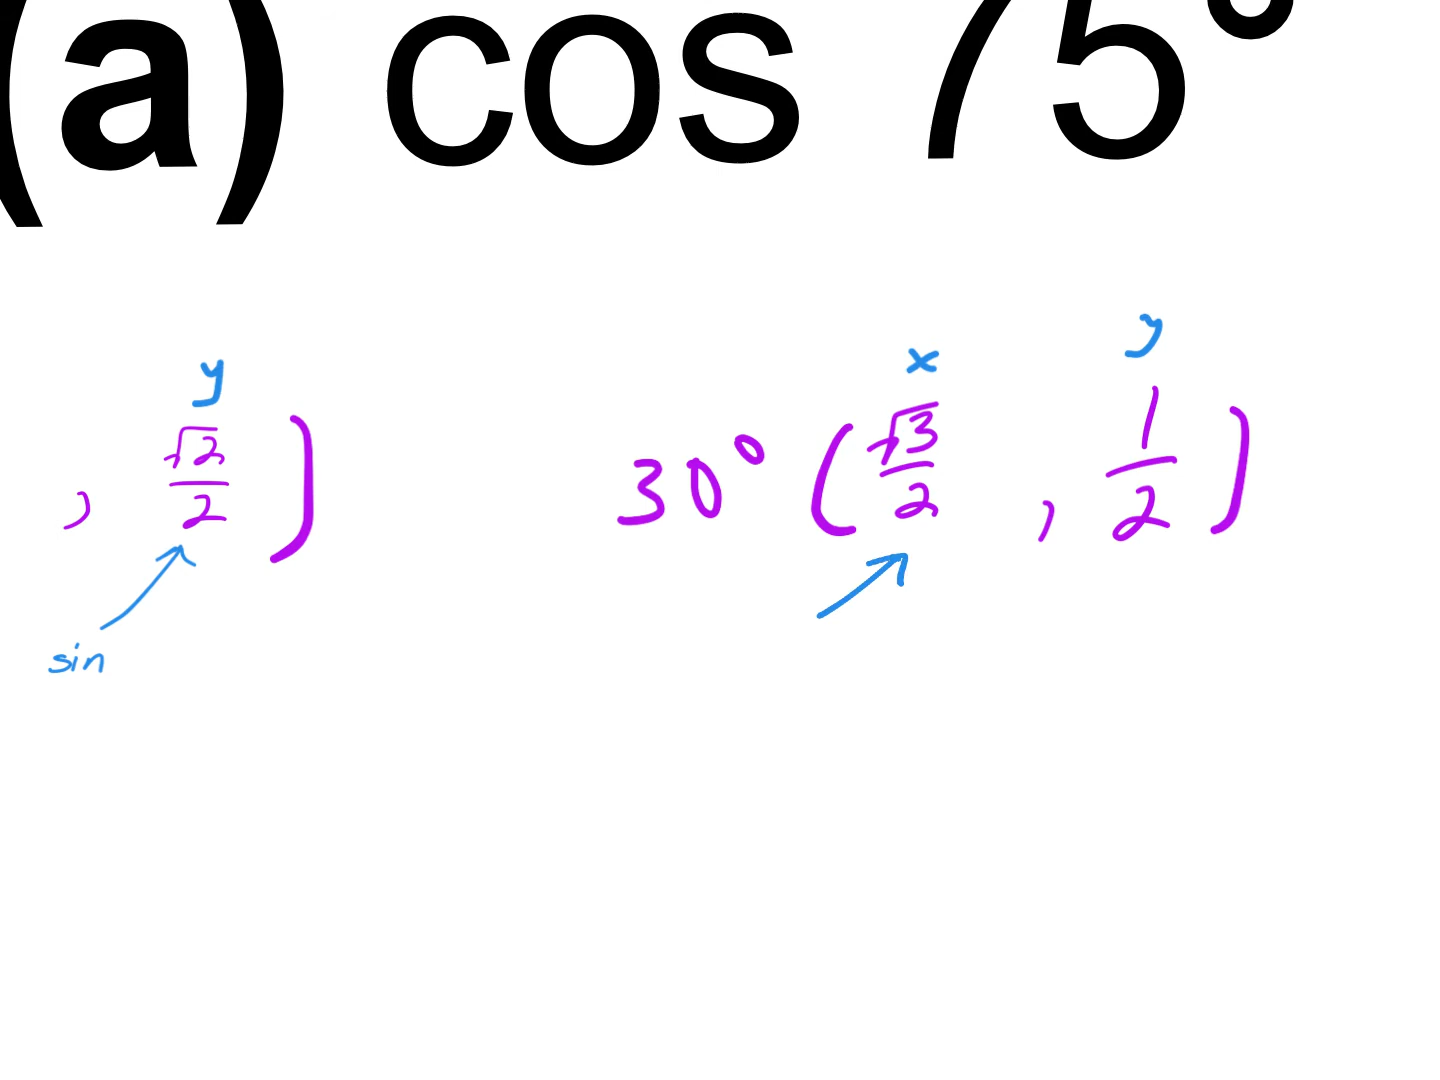 (a) cos 75°
y x y
, √2/2 ) 30° ( √3/2 , 1/2 )
sin